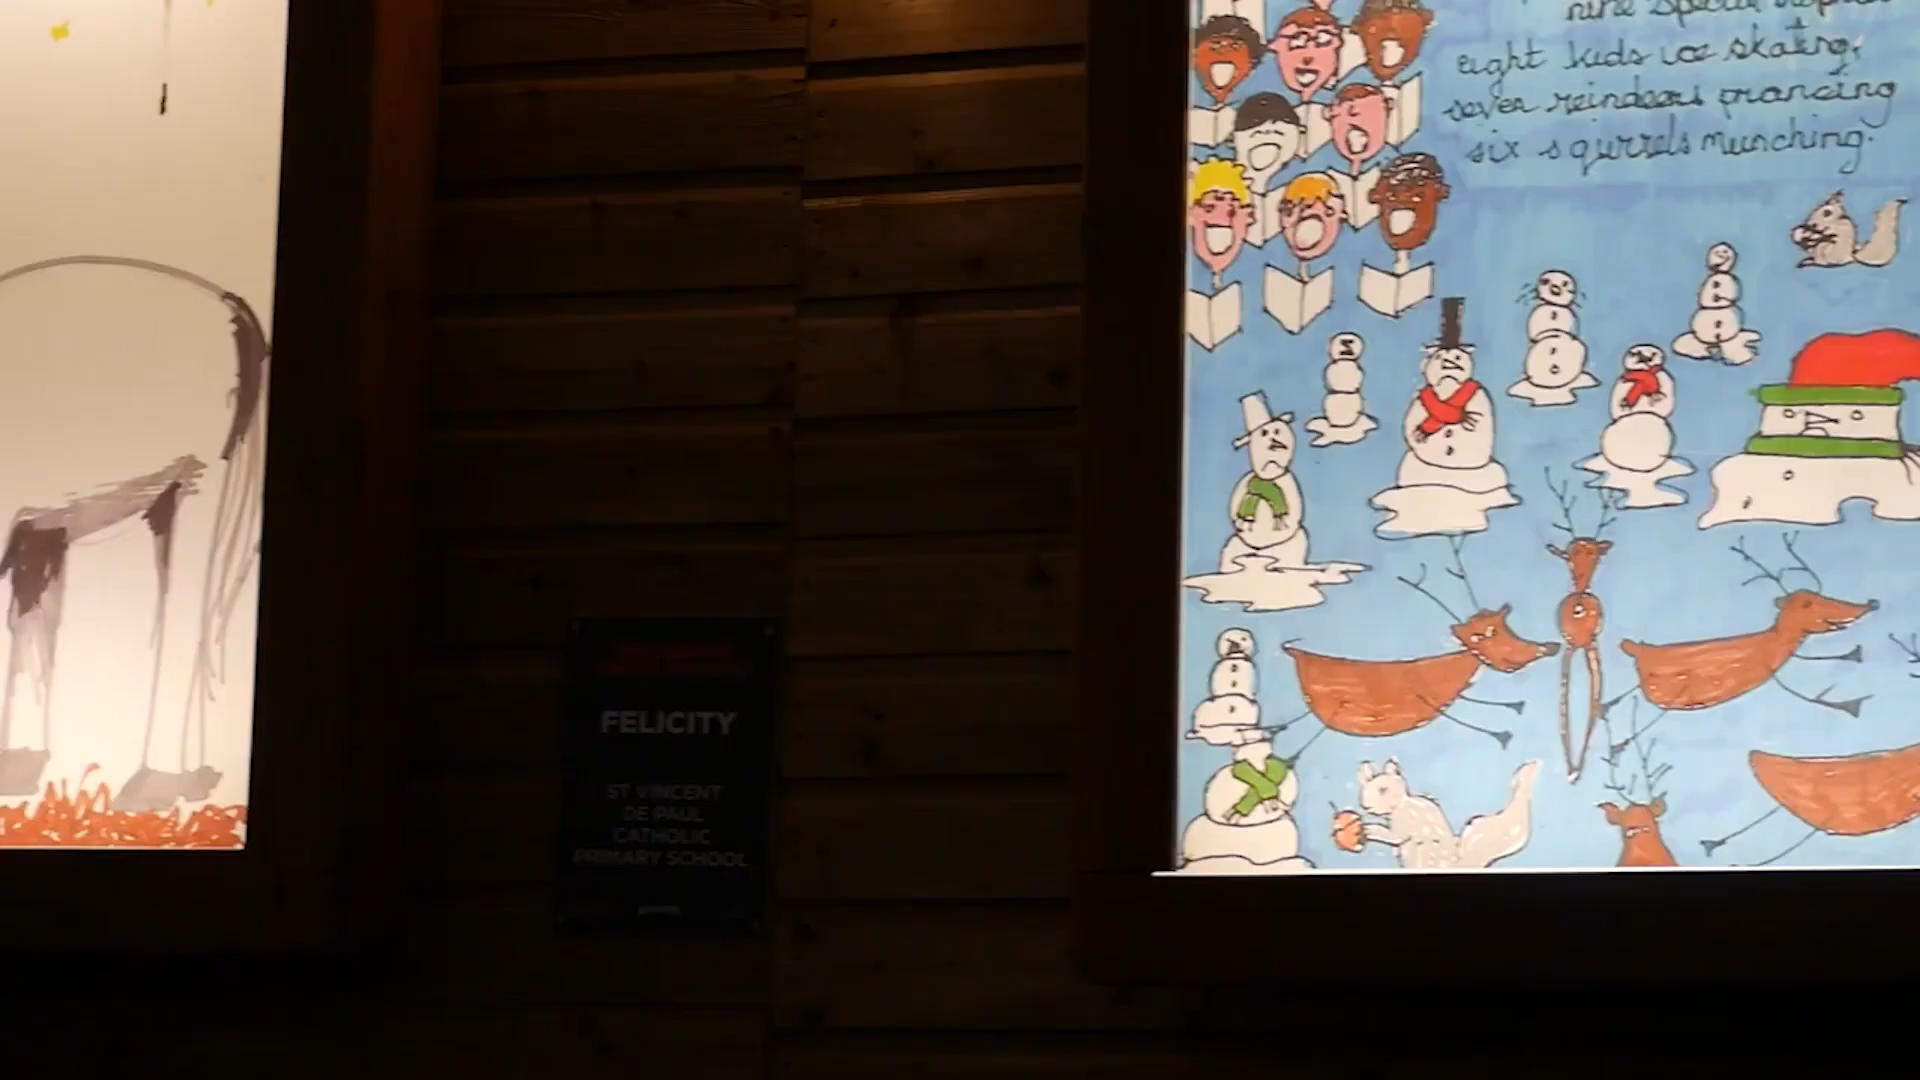 eight kids ice skating,
seven reindeers prancing
six squirrels munching.
FELICITY
ST VINCENT
DE PAUL
CATHOLIC
PRIMARY SCHOOL